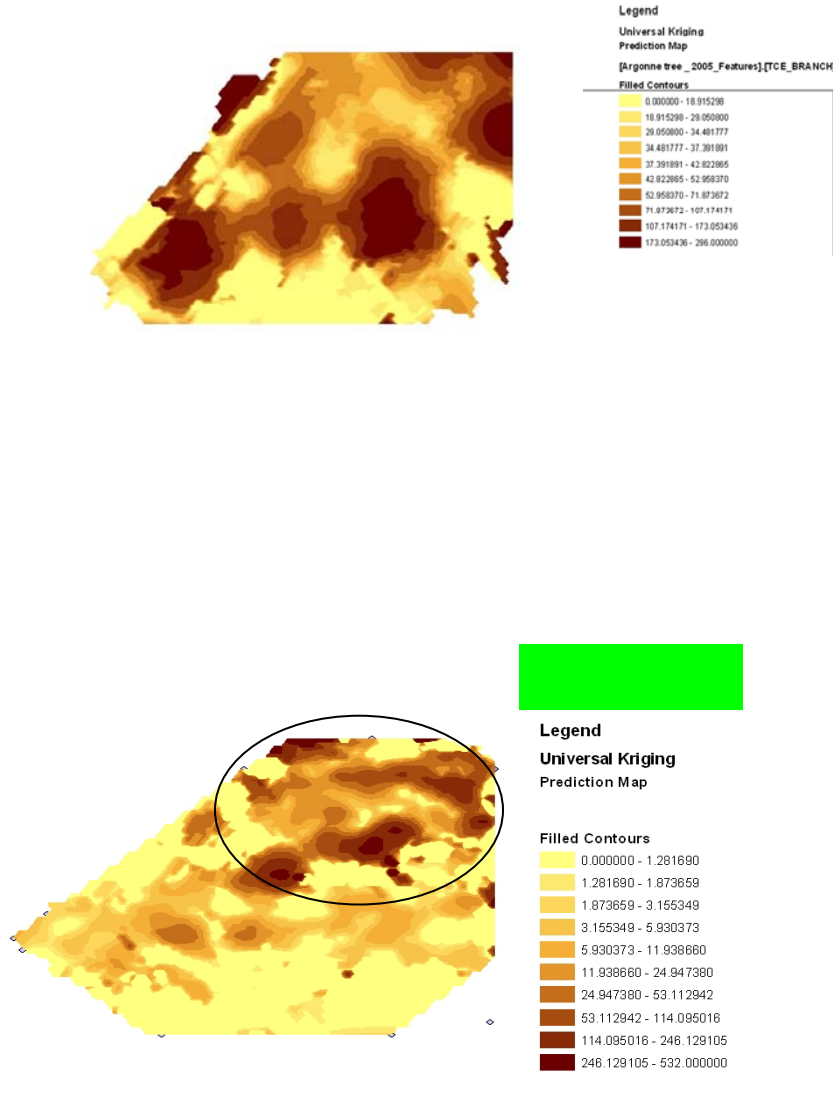 Legend
Universal Kriging
Prediction Map
[Argonne tree _ 2005_Features].[TCE_BRANCH]
Filled Contours
0.000000 - 18.915298
18.915298 - 29.050800
29.050800 - 34.481777
34.481777 - 37.391891
37.391891 - 42.822865
42.822865 - 52.958370
52.958370 - 71.873672
71.873672 - 107.174171
107.174171 - 173.053436
173.053436 - 296.000000
Legend
Universal Kriging
Prediction Map
Filled Contours
0.000000 - 1.281690
1.281690 - 1.873659
1.873659 - 3.155349
3.155349 - 5.930373
5.930373 - 11.938660
11.938660 - 24.947380
24.947380 - 53.112942
53.112942 - 114.095016
114.095016 - 246.129105
246.129105 - 532.000000